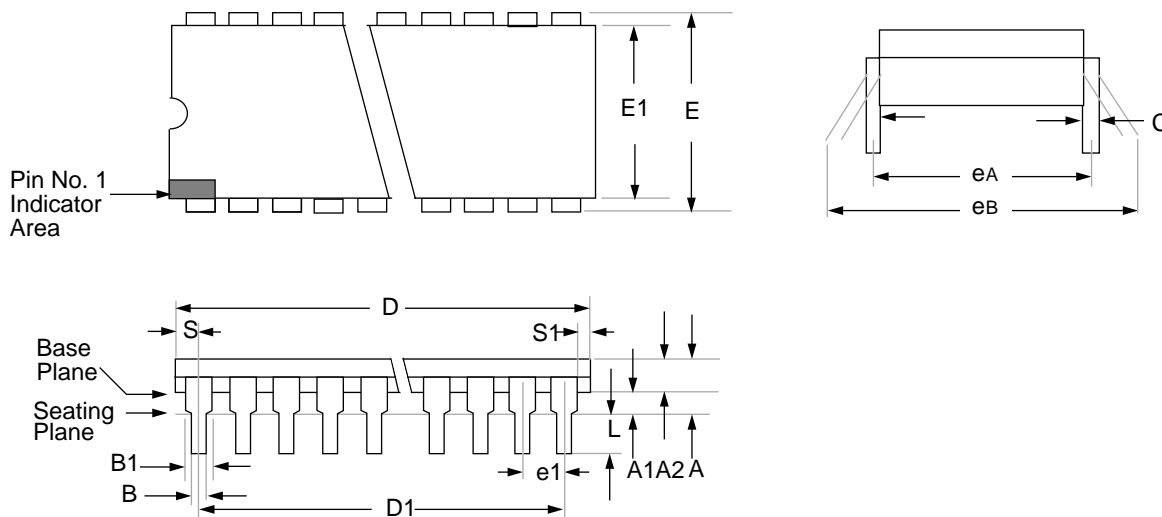 E1
E
Pin No. 1
Indicator
Area
C
eA
eB
D
S
S1
Base
Plane
Seating
Plane
L
B1
e1
A1
A2
A
B
D1